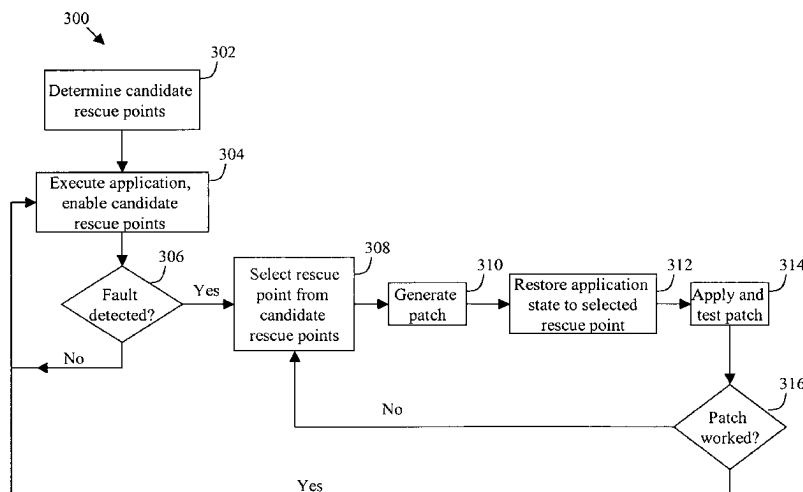 300
302
Determine candidate
rescue points
304
Execute application,
enable candidate
rescue points
306
Fault
detected?
Yes
No
308
Select rescue
point from
candidate
rescue points
310
Generate
patch
312
Restore application
state to selected
rescue point
314
Apply and
test patch
316
Patch
worked?
No
Yes